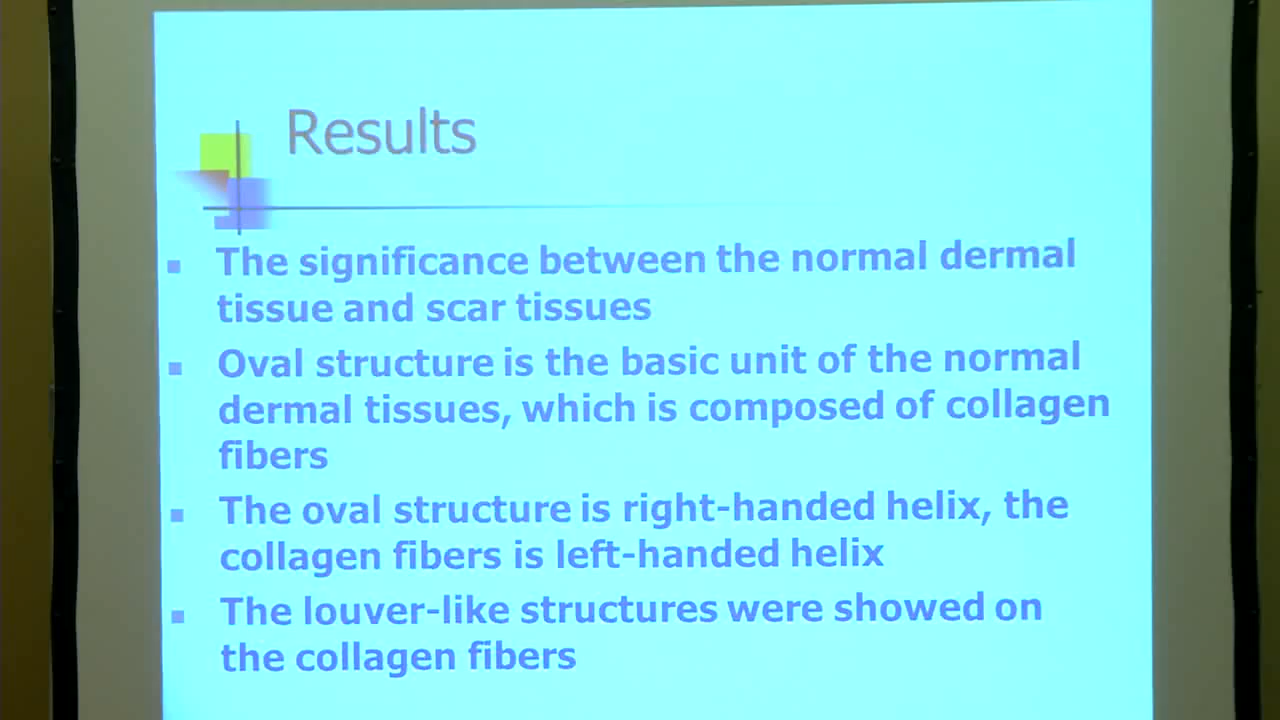 Results
The significance between the normal dermal
tissue and scar tissues
Oval structure is the basic unit of the normal
dermal tissues, which is composed of collagen
fibers
The oval structure is right-handed helix, the
collagen fibers is left-handed helix
The louver-like structures were showed on
the collagen fibers